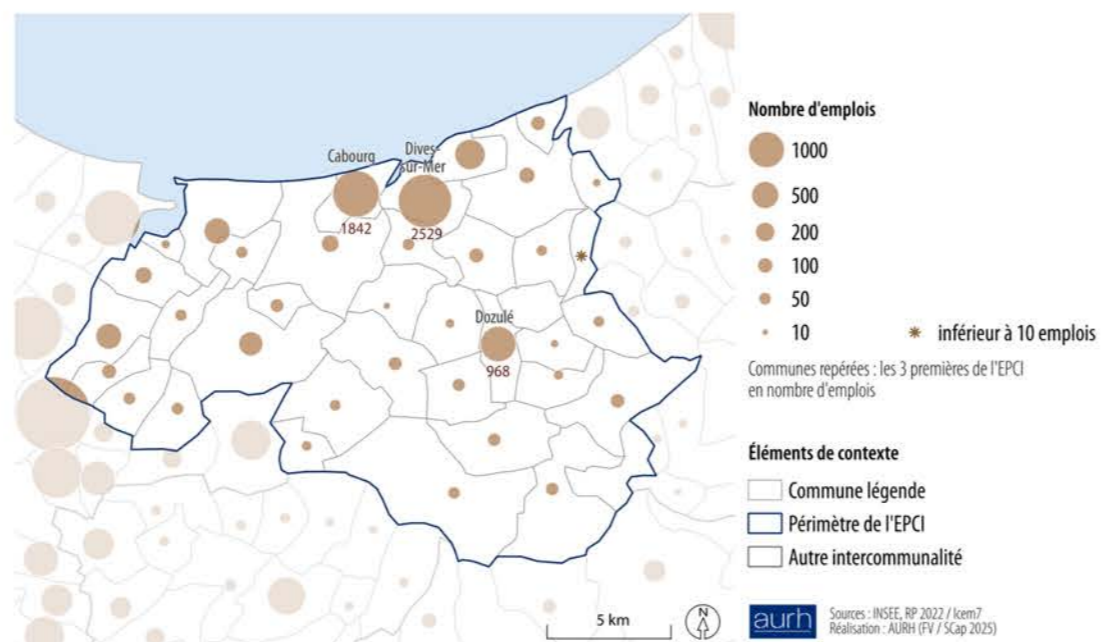 Cabourg
1842
Dives-
sur-Mer
2529
Dozulé
968
Nombre d'emplois
1000
500
200
100
50
10
inférieur à 10 emplois
Communes repérées : les 3 premières de l'EPCI
en nombre d'emplois
Éléments de contexte
Commune légende
Périmètre de l'EPCI
Autre intercommunalité
5 km
N
aurh
Sources : INSEE, RP 2022 / Icem7
Réalisation : AURH (FV / SCap 2025)